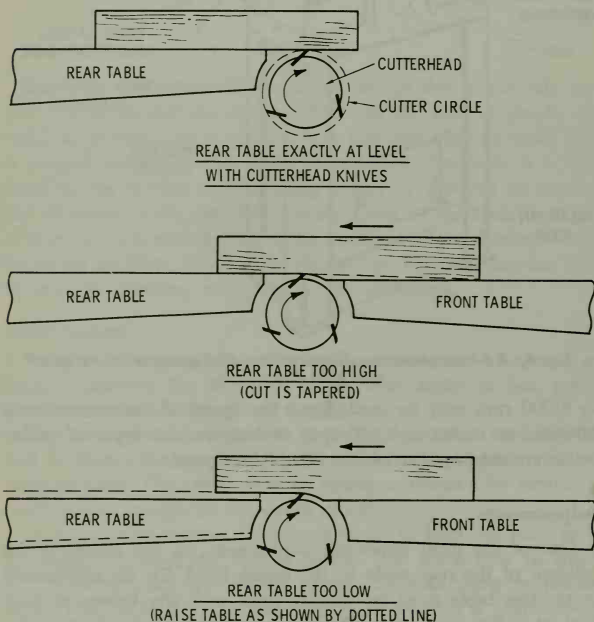 REAR TABLE
CUTTERHEAD
CUTTER CIRCLE
REAR TABLE EXACTLY AT LEVEL
WITH CUTTERHEAD KNIVES
REAR TABLE
FRONT TABLE
REAR TABLE TOO HIGH
(CUT IS TAPERED)
REAR TABLE
FRONT TABLE
REAR TABLE TOO LOW
(RAISE TABLE AS SHOWN BY DOTTED LINE)